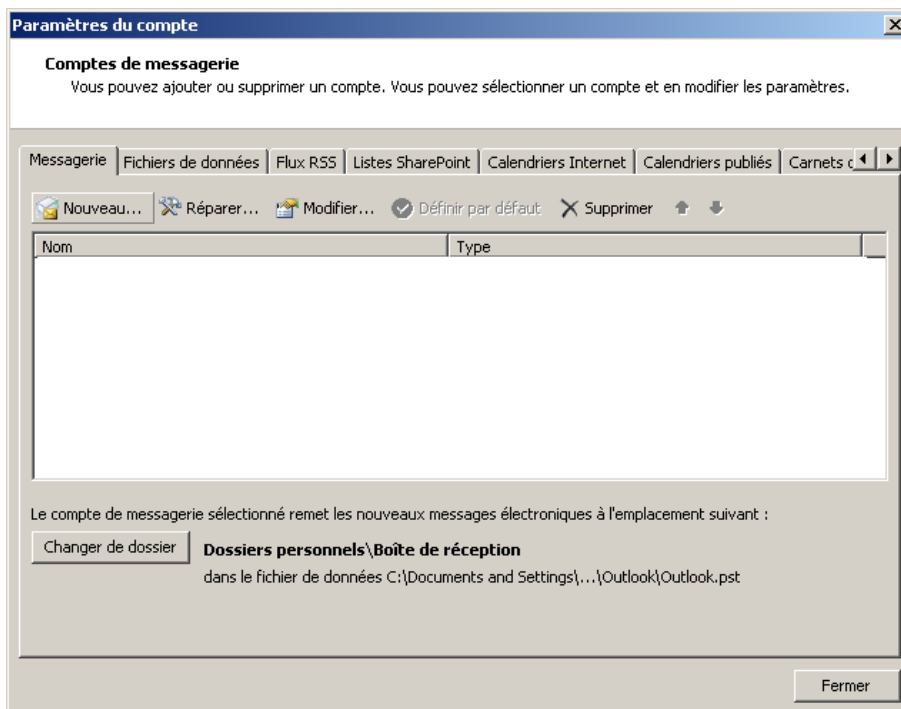 Paramètres du compte
Comptes de messagerie
Vous pouvez ajouter ou supprimer un compte. Vous pouvez sélectionner un compte et en modifier les paramètres.
Messagerie Fichiers de données Flux RSS Listes SharePoint Calendriers Internet Calendriers publiés Carnets
Nouveau... Réparer... Modifier... Définir par défaut Supprimer
Nom Type
Le compte de messagerie sélectionné remet les nouveaux messages électroniques à l'emplacement suivant :
Changer de dossier Dossiers personnels\Boîte de réception
dans le fichier de données C:\Documents and Settings\...\Outlook\Outlook.pst
Fermer